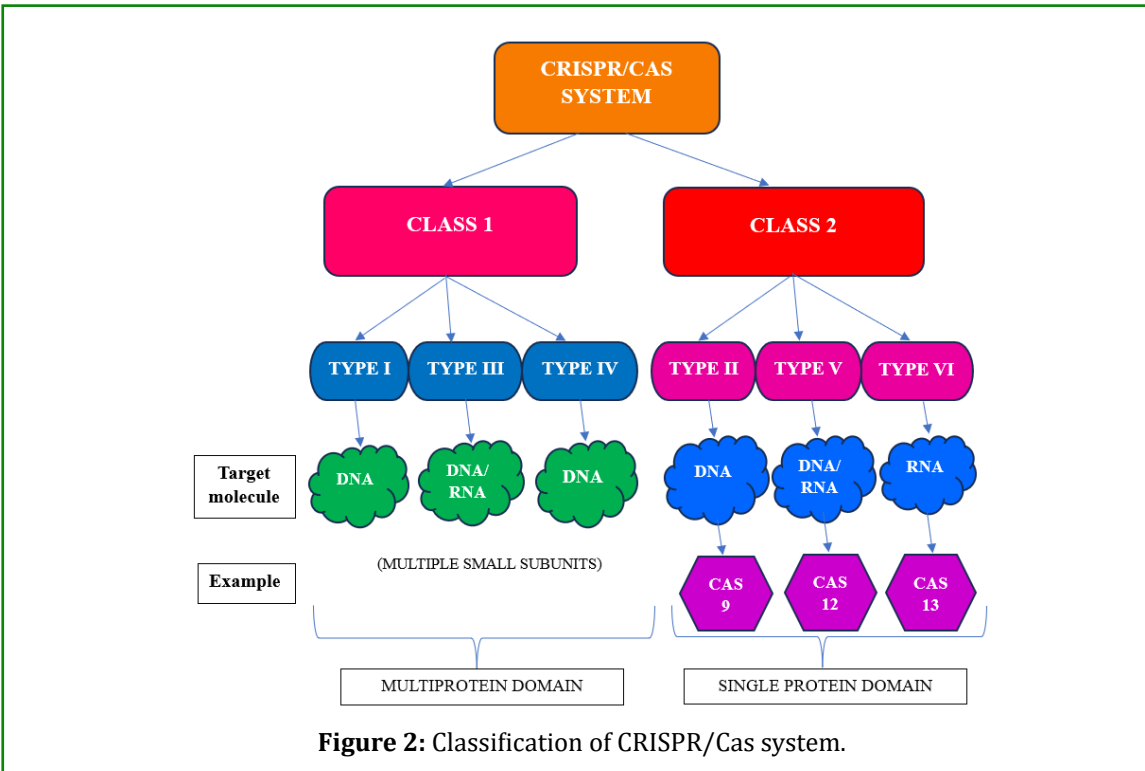 CRISPR/CAS
SYSTEM
CLASS 1
CLASS 2
TYPE I
TYPE III
TYPE IV
TYPE II
TYPE V
TYPE VI
Target
molecule
DNA
DNA/
RNA
DNA
DNA
DNA/
RNA
RNA
Example
(MULTIPLE SMALL SUBUNITS)
CAS
9
CAS
12
CAS
13
MULTIPROTEIN DOMAIN
SINGLE PROTEIN DOMAIN
Figure 2: Classification of CRISPR/Cas system.